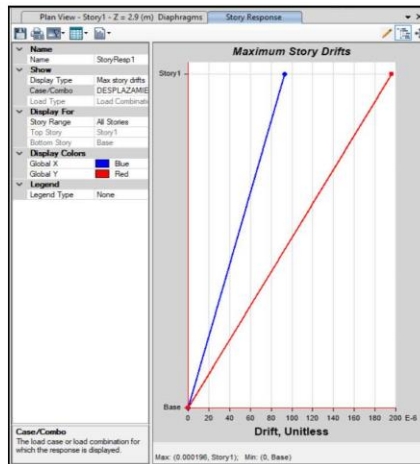 Plan View - Story1 - Z = 2.9 (m) Diaphragms
Story Response
Name
Name StoryResp1
Show
Display Type Max story drifts
Case/Combo DESPLAZAMIE
Load Type Load Combinati
Display For
Story Range All Stories
Top Story Story1
Bottom Story Base
Display Colors
Global X Blue
Global Y Red
Legend
Legend Type None
Case/Combo
The load case or load combination for
which the response is displayed.
Maximum Story Drifts
Story1
Base
0 20 40 60 80 100 120 140 160 180 200 E-6
Drift, Unitless
Max: (0.000196, Story1); Min: (0, Base)